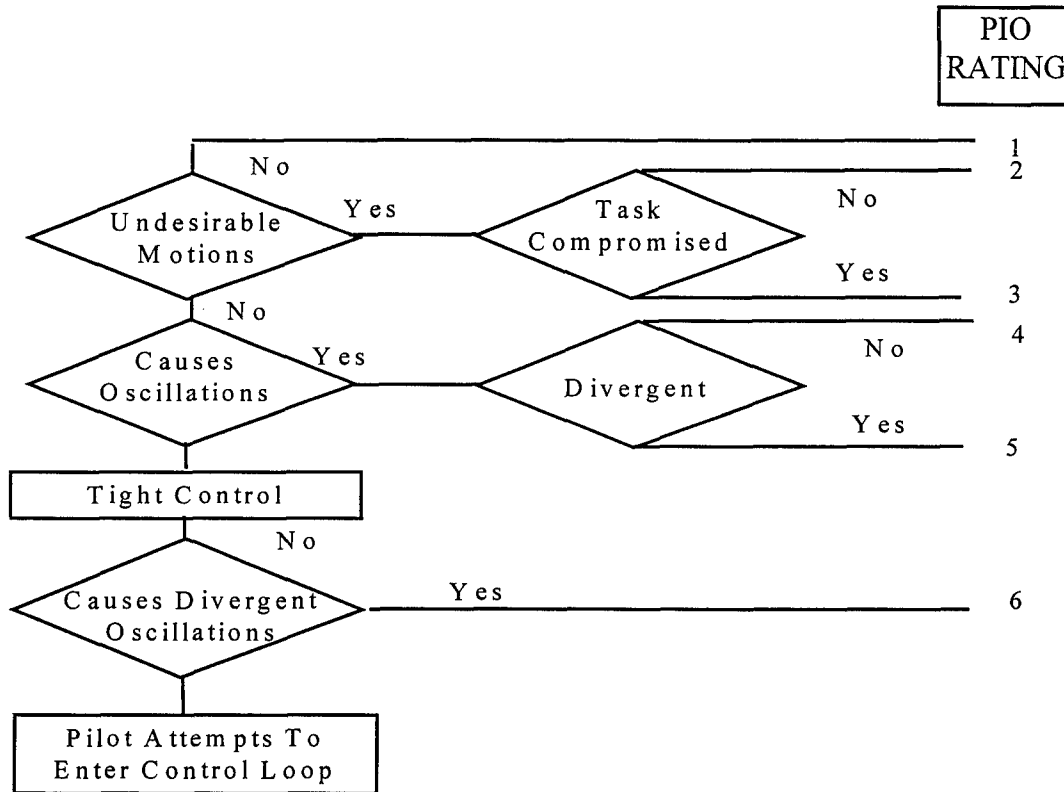 PIO
RATING
1
No
2
Yes
No
Undesirable
Motions
Task
Compromised
Yes
3
No
4
Yes
No
Causes
Oscillations
Divergent
Yes
5
Tight Control
No
Yes
6
Causes Divergent
Oscillations
Pilot Attempts To
Enter Control Loop